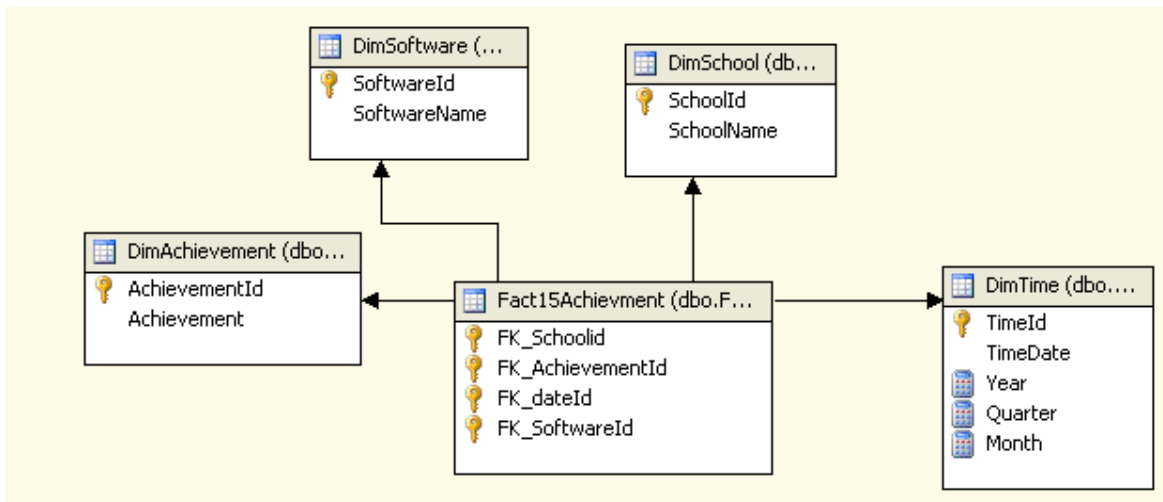 DimSoftware (...
SoftwareId
SoftwareName
DimSchool (db...
SchoolId
SchoolName
DimAchievement (dbo...
AchievementId
Achievement
Fact15Achievment (dbo.F...
FK_Schoolid
FK_AchievementId
FK_dateId
FK_SoftwareId
DimTime (dbo....
TimeId
TimeDate
Year
Quarter
Month